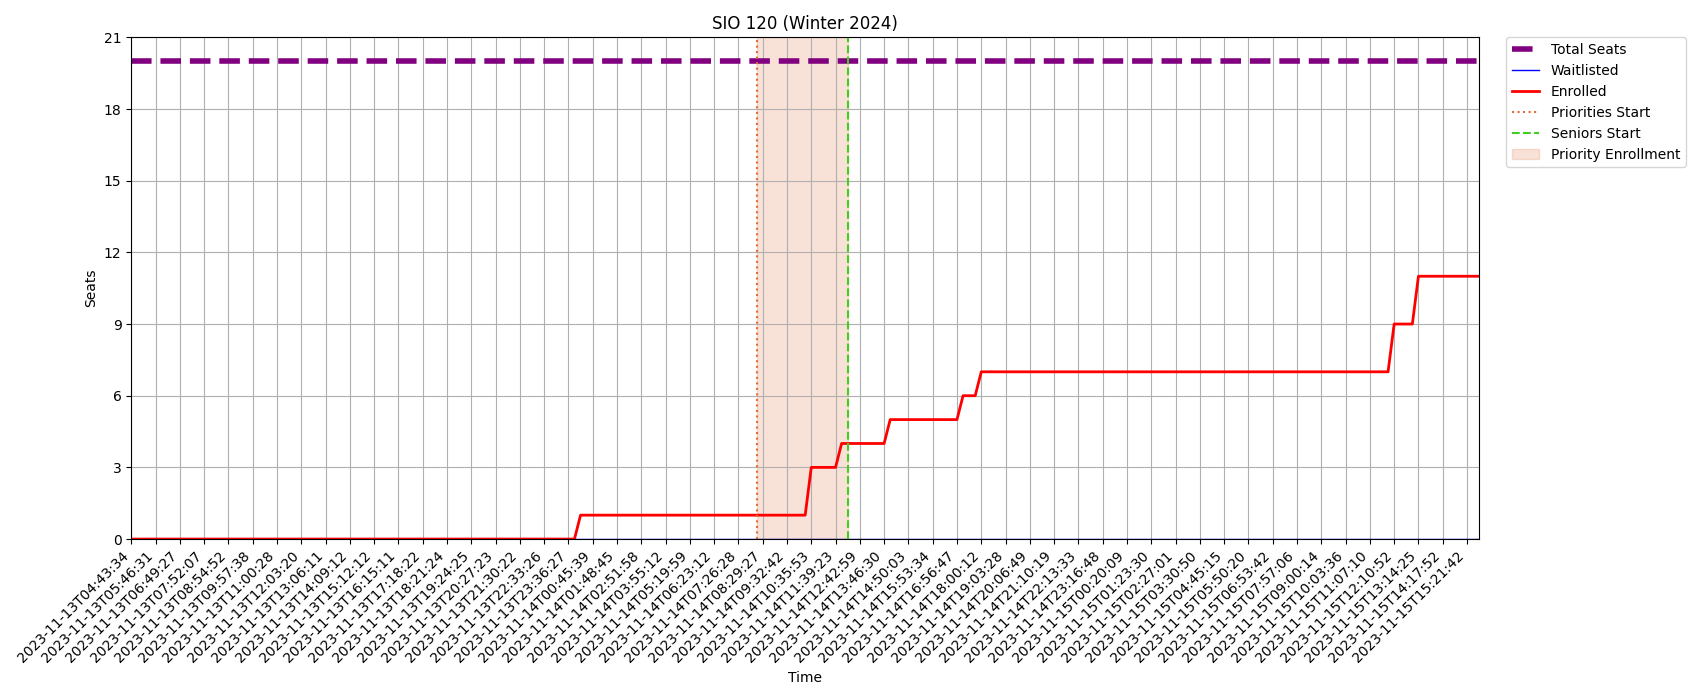 SIO 120 (Winter 2024)
21
18
15
12
9
6
3
0
Seats
2023-11-13T04:43:34
2023-11-13T05:46:31
2023-11-13T06:49:27
2023-11-13T07:52:07
2023-11-13T08:54:52
2023-11-13T09:57:38
2023-11-13T11:00:28
2023-11-13T12:03:20
2023-11-13T13:06:11
2023-11-13T14:09:12
2023-11-13T15:12:12
2023-11-13T16:15:11
2023-11-13T17:18:22
2023-11-13T18:21:24
2023-11-13T19:24:25
2023-11-13T20:27:23
2023-11-13T21:30:22
2023-11-13T22:33:26
2023-11-13T23:36:27
2023-11-14T00:45:39
2023-11-14T01:48:45
2023-11-14T02:51:58
2023-11-14T03:55:12
2023-11-14T05:19:59
2023-11-14T06:23:12
2023-11-14T07:26:28
2023-11-14T08:29:27
2023-11-14T09:32:42
2023-11-14T10:35:53
2023-11-14T11:39:23
2023-11-14T12:42:59
2023-11-14T13:46:30
2023-11-14T14:50:03
2023-11-14T15:53:34
2023-11-14T16:56:47
2023-11-14T18:00:12
2023-11-14T19:03:28
2023-11-14T20:06:49
2023-11-14T21:10:19
2023-11-14T22:13:33
2023-11-14T23:16:48
2023-11-15T00:20:09
2023-11-15T01:23:30
2023-11-15T02:27:01
2023-11-15T03:30:50
2023-11-15T04:45:15
2023-11-15T05:50:20
2023-11-15T06:53:42
2023-11-15T07:57:06
2023-11-15T09:00:14
2023-11-15T10:03:36
2023-11-15T11:07:10
2023-11-15T12:10:52
2023-11-15T13:14:25
2023-11-15T14:17:52
2023-11-15T15:21:42
Time
Total Seats
Waitlisted
Enrolled
Priorities Start
Seniors Start
Priority Enrollment